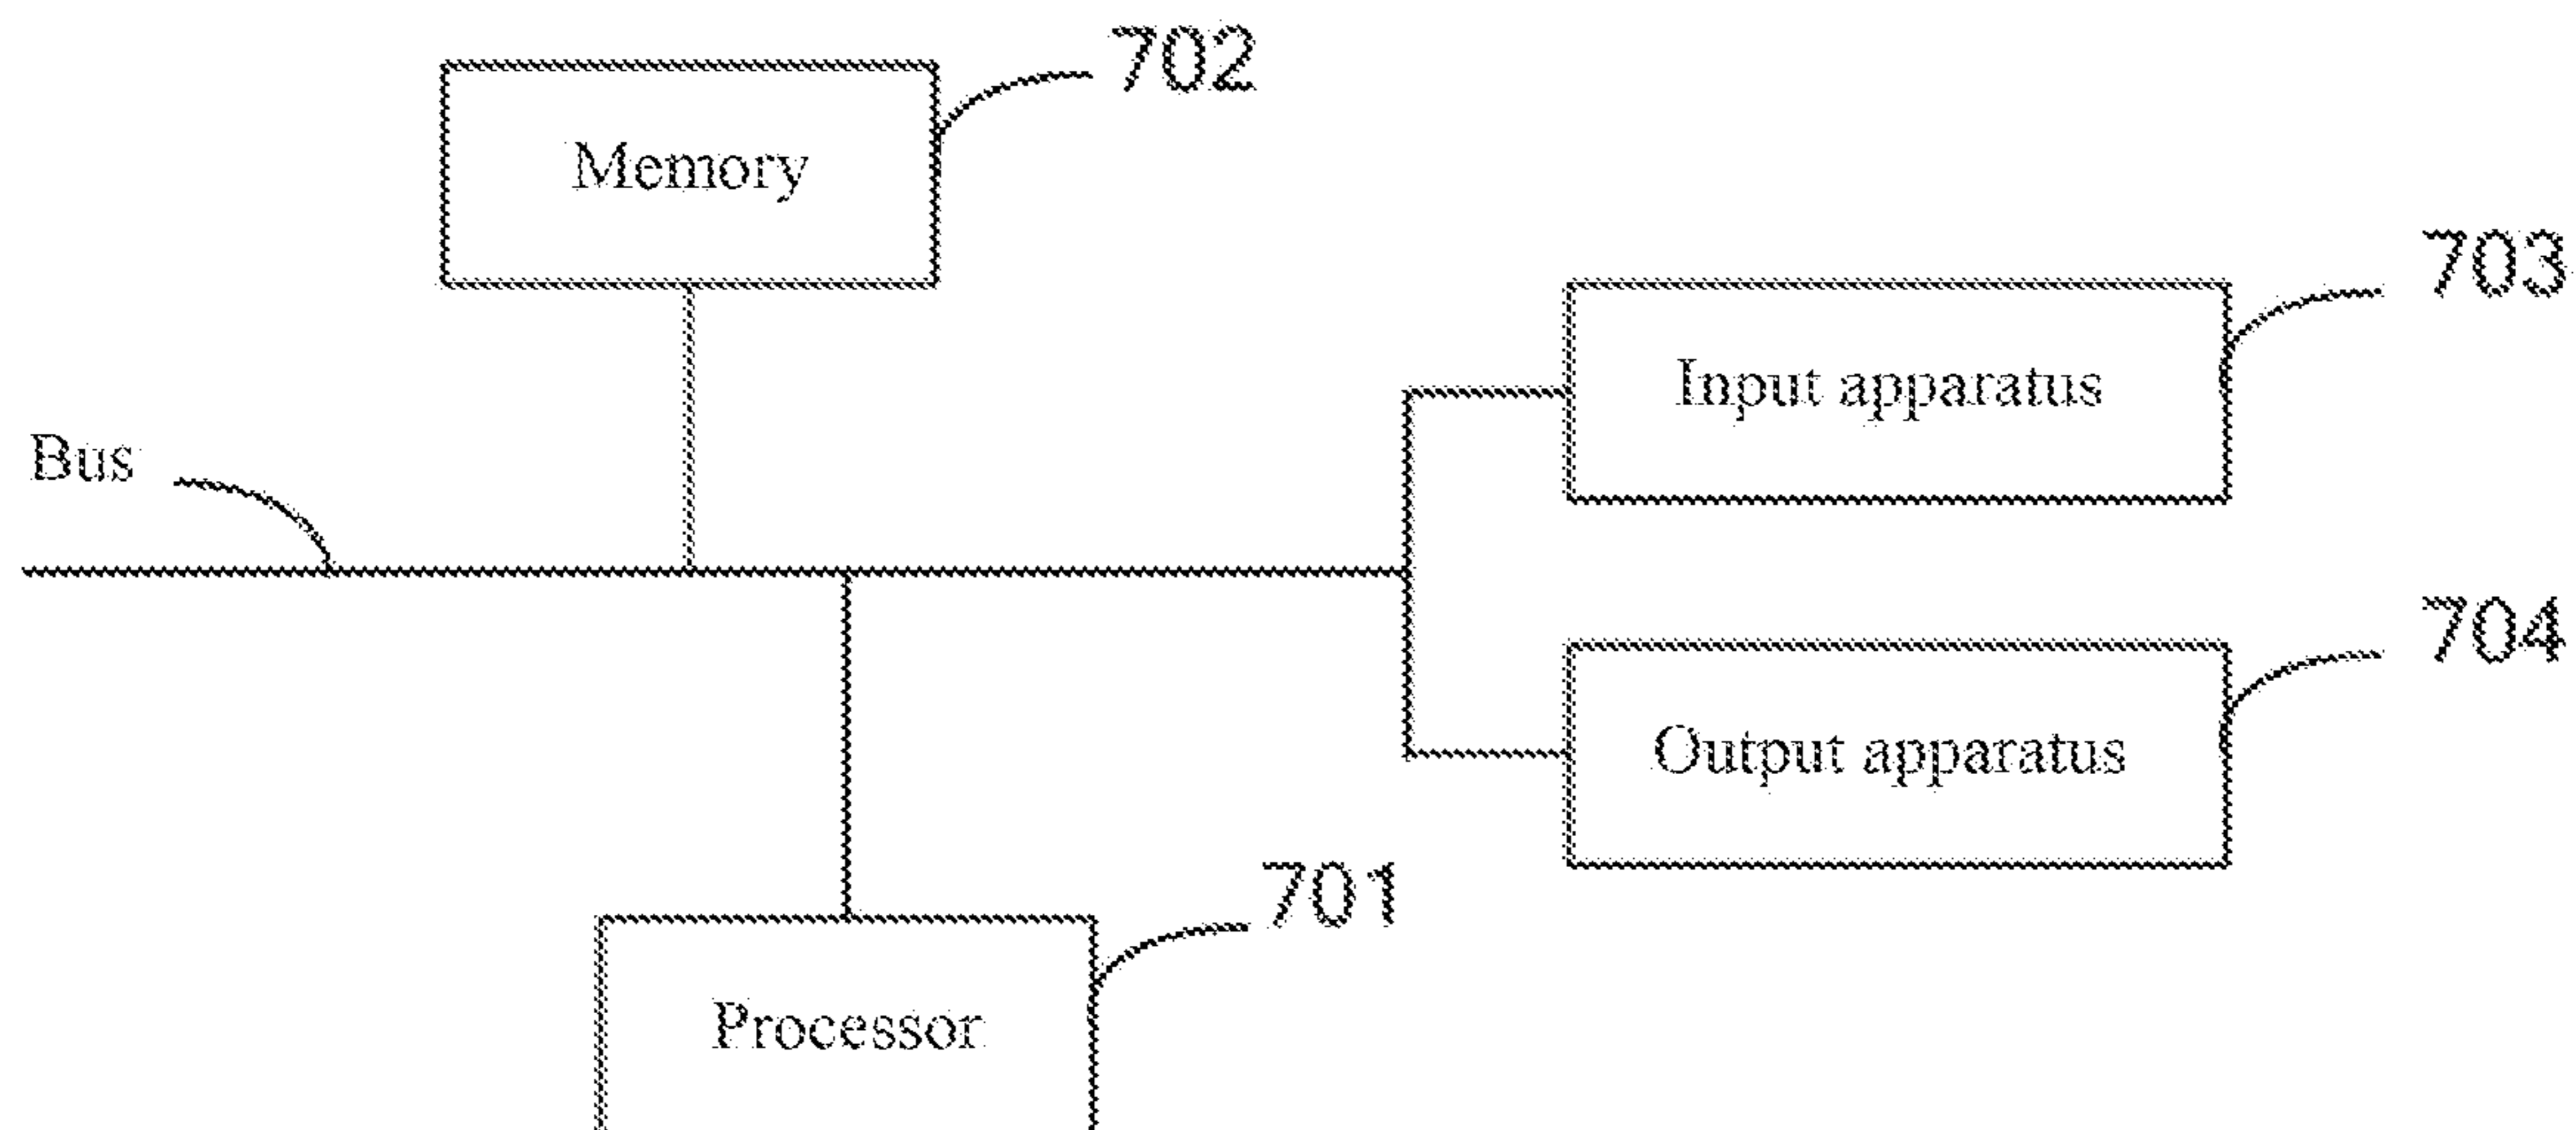 702
Memory
703
Input apparatus
Bus
704
Output apparatus
701
Processor